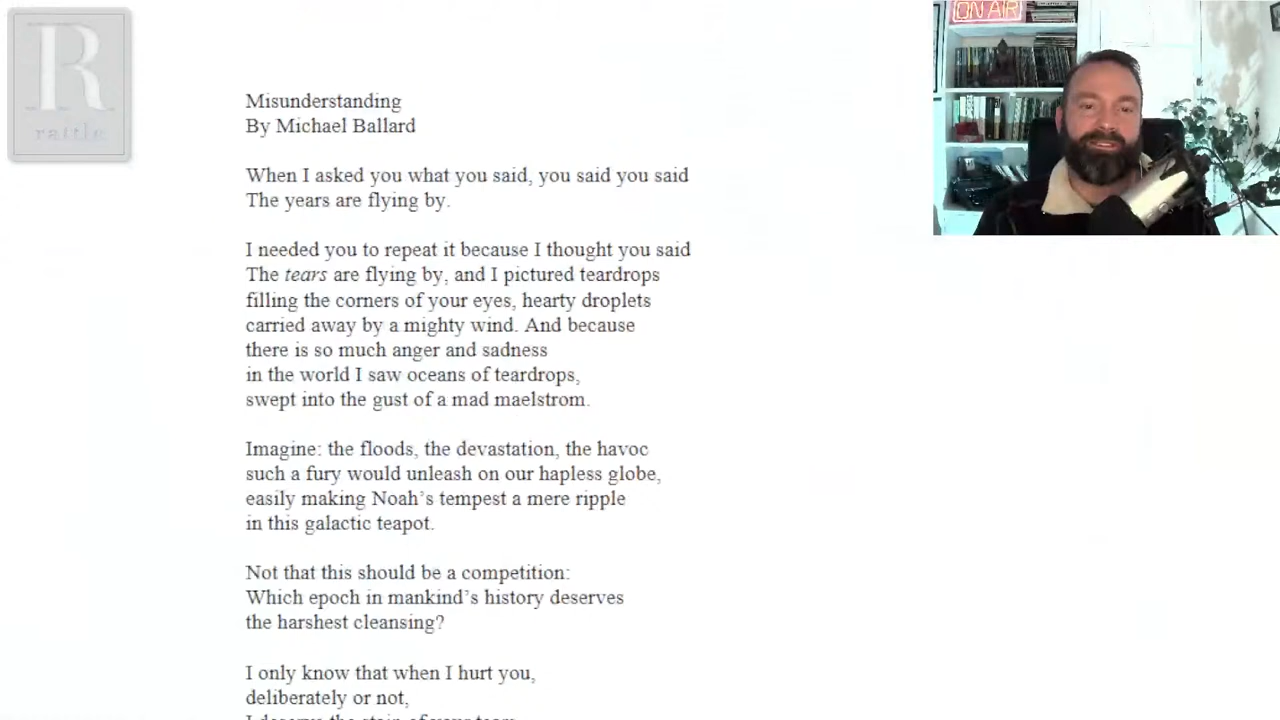 R
rattle
ON AIR
Misunderstanding
By Michael Ballard
When I asked you what you said, you said you said
The years are flying by.
I needed you to repeat it because I thought you said
The tears are flying by, and I pictured teardrops
filling the corners of your eyes, hearty droplets
carried away by a mighty wind. And because
there is so much anger and sadness
in the world I saw oceans of teardrops,
swept into the gust of a mad maelstrom.
Imagine: the floods, the devastation, the havoc
such a fury would unleash on our hapless globe,
easily making Noah's tempest a mere ripple
in this galactic teapot.
Not that this should be a competition:
Which epoch in mankind's history deserves
the harshest cleansing?
I only know that when I hurt you,
deliberately or not,